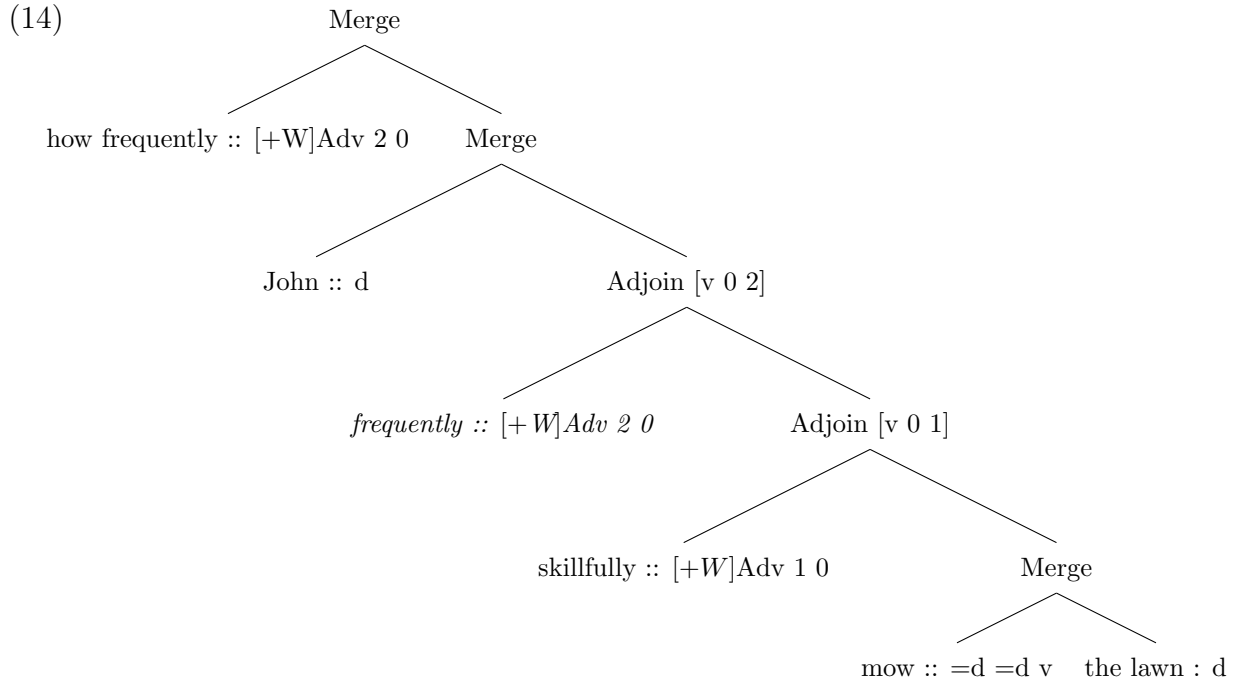 (14) Merge
how frequently :: [+W]Adv 2 0 Merge
John :: d Adjoin [v 0 2]
frequently :: [+W]Adv 2 0 Adjoin [v 0 1]
skillfully :: [+W]Adv 1 0 Merge
mow :: =d =d v the lawn : d